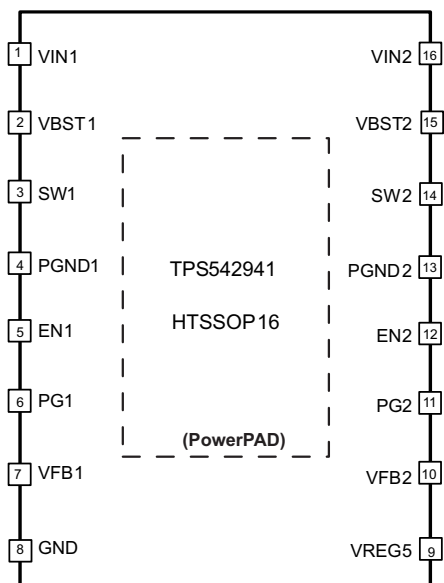 1 VIN1 VIN2 16
2 VBST1 VBST2 15
3 SW1 SW2 14
4 PGND1 PGND2 13
TPS542941
HTSSOP16
5 EN1 EN2 12
6 PG1 PG2 11
(PowerPAD)
7 VFB1 VFB2 10
8 GND VREG5 9